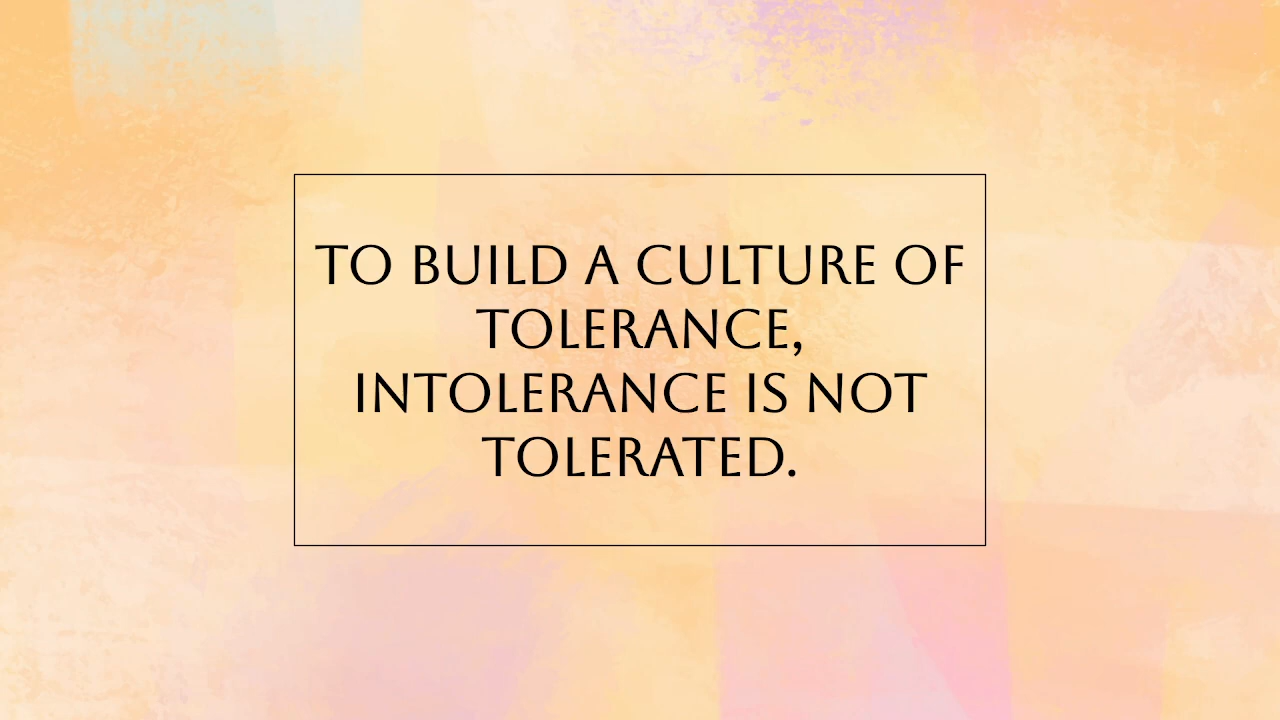 TO BUILD A CULTURE OF
TOLERANCE,
INTOLERANCE IS NOT
TOLERATED.